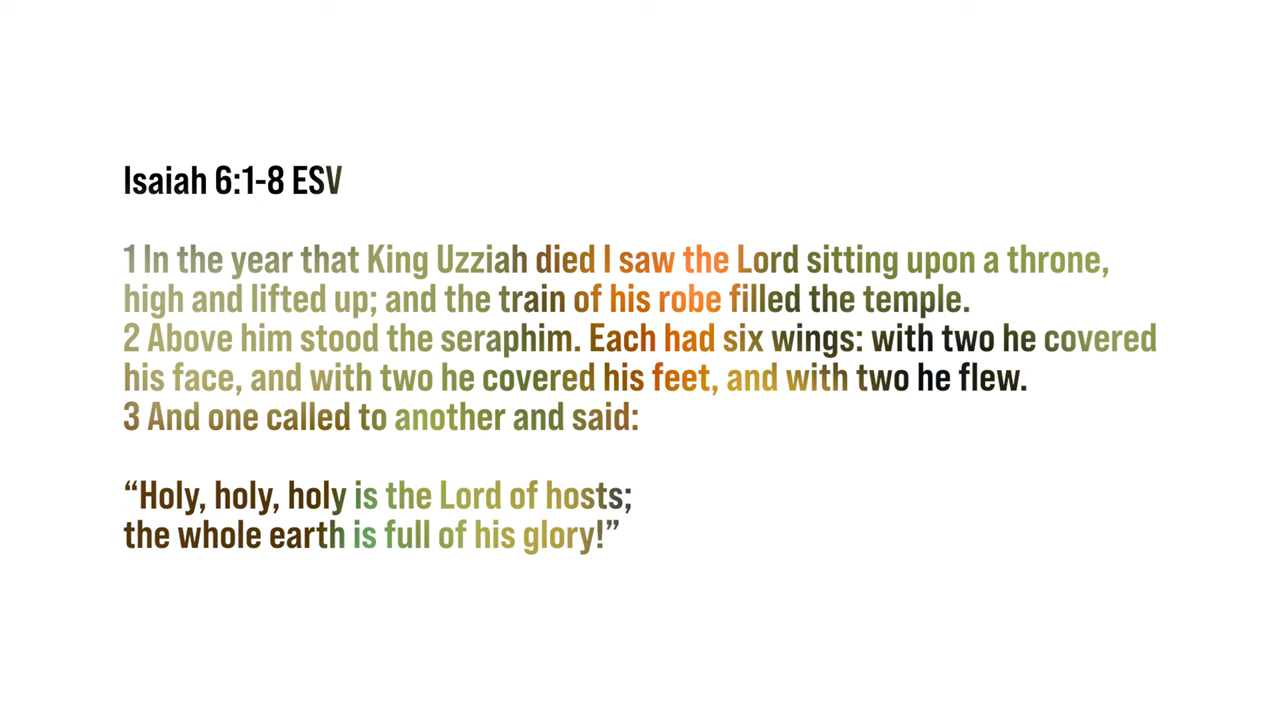 Isaiah 6:1-8 ESV
1 In the year that King Uzziah died I saw the Lord sitting upon a throne,
high and lifted up; and the train of his robe filled the temple.
2 Above him stood the seraphim. Each had six wings: with two he covered
his face, and with two he covered his feet, and with two he flew.
3 And one called to another and said:
“Holy, holy, holy is the Lord of hosts;
the whole earth is full of his glory!”